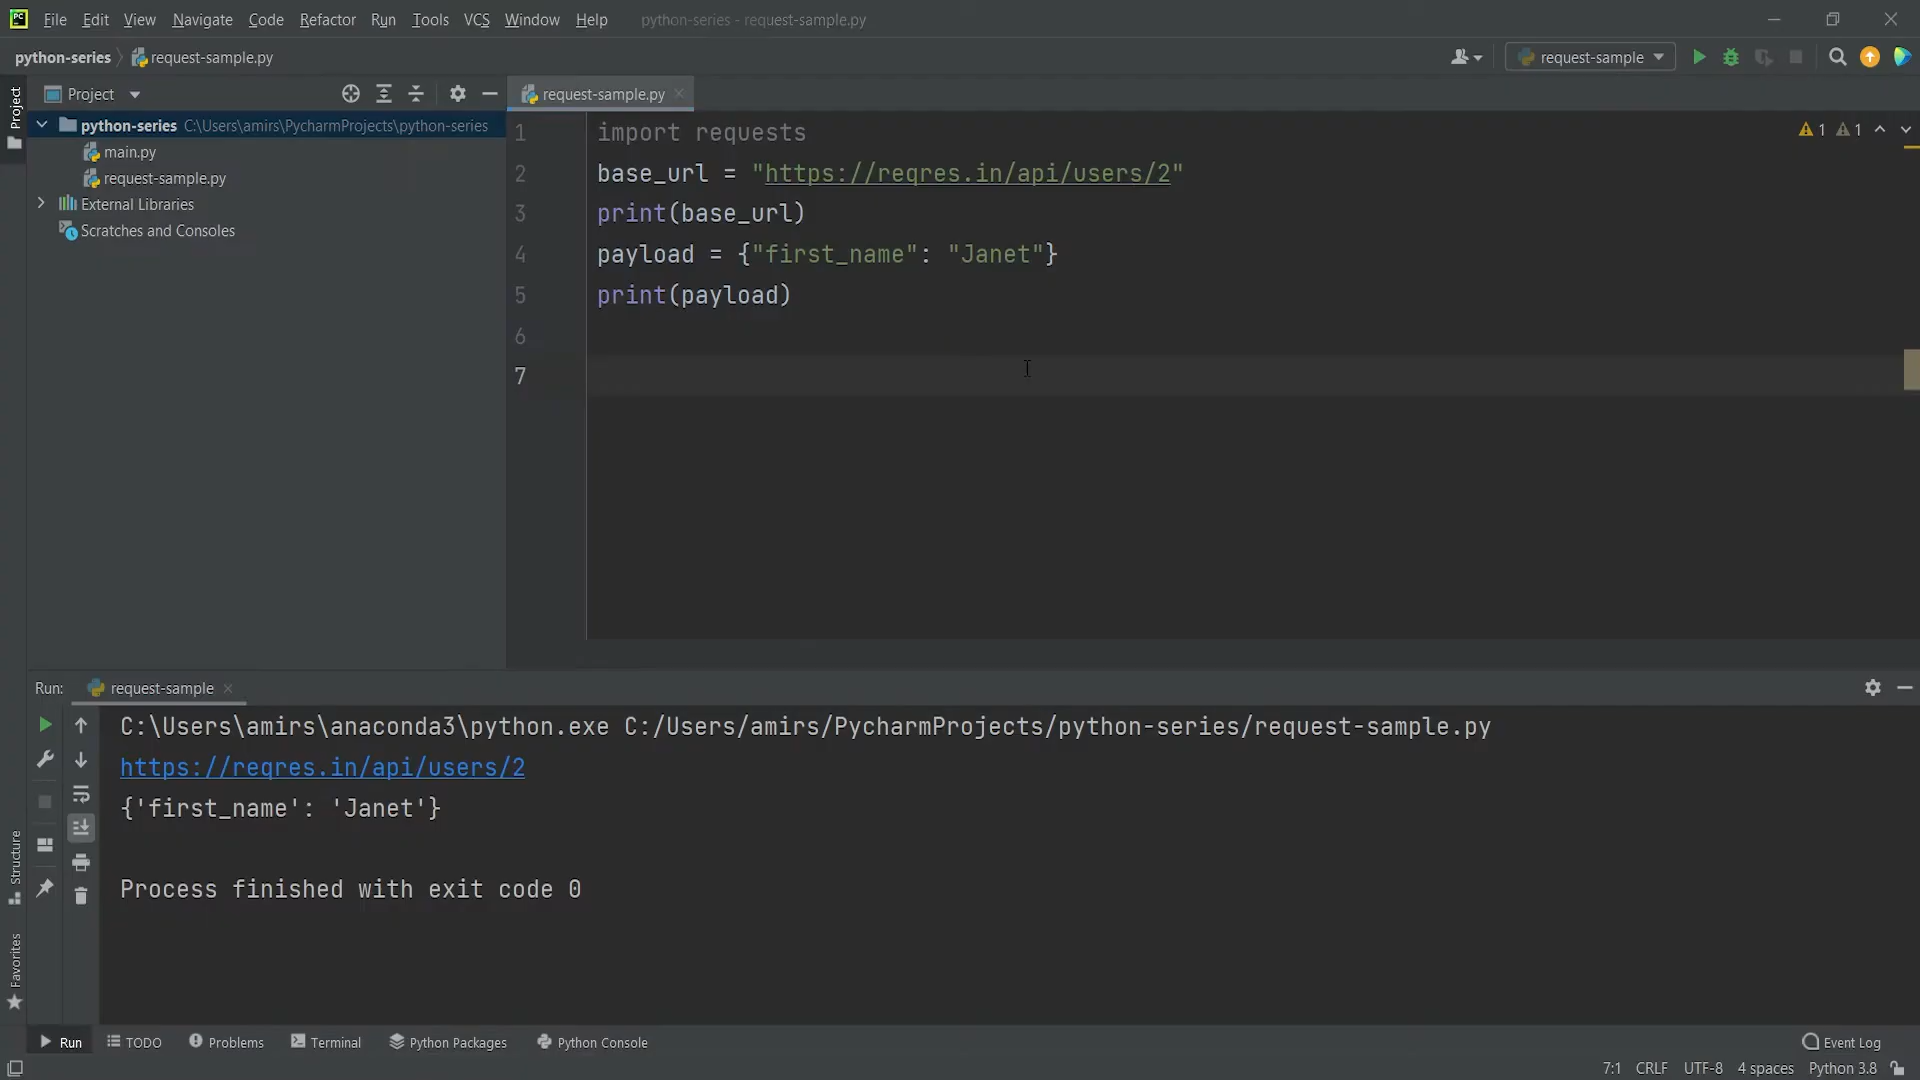 PC File Edit View Navigate Code Refactor Run Tools VCS Window Help python-series - request-sample.py
python-series request-sample.py request-sample
Project request-sample.py
Project
python-series C:\Users\amirs\PycharmProjects\python-series
main.py
request-sample.py
External Libraries
Scratches and Consoles
1 import requests
2 base_url = "https://reqres.in/api/users/2"
3 print(base_url)
4 payload = {"first_name": "Janet"}
5 print(payload)
6
7
1 1
Run: request-sample
C:\Users\amirs\anaconda3\python.exe C:/Users/amirs/PycharmProjects/python-series/request-sample.py
https://reqres.in/api/users/2
{'first_name': 'Janet'}
Process finished with exit code 0
Structure
Favorites
Run TODO Problems Terminal Python Packages Python Console Event Log
7:1 CRLF UTF-8 4 spaces Python 3.8